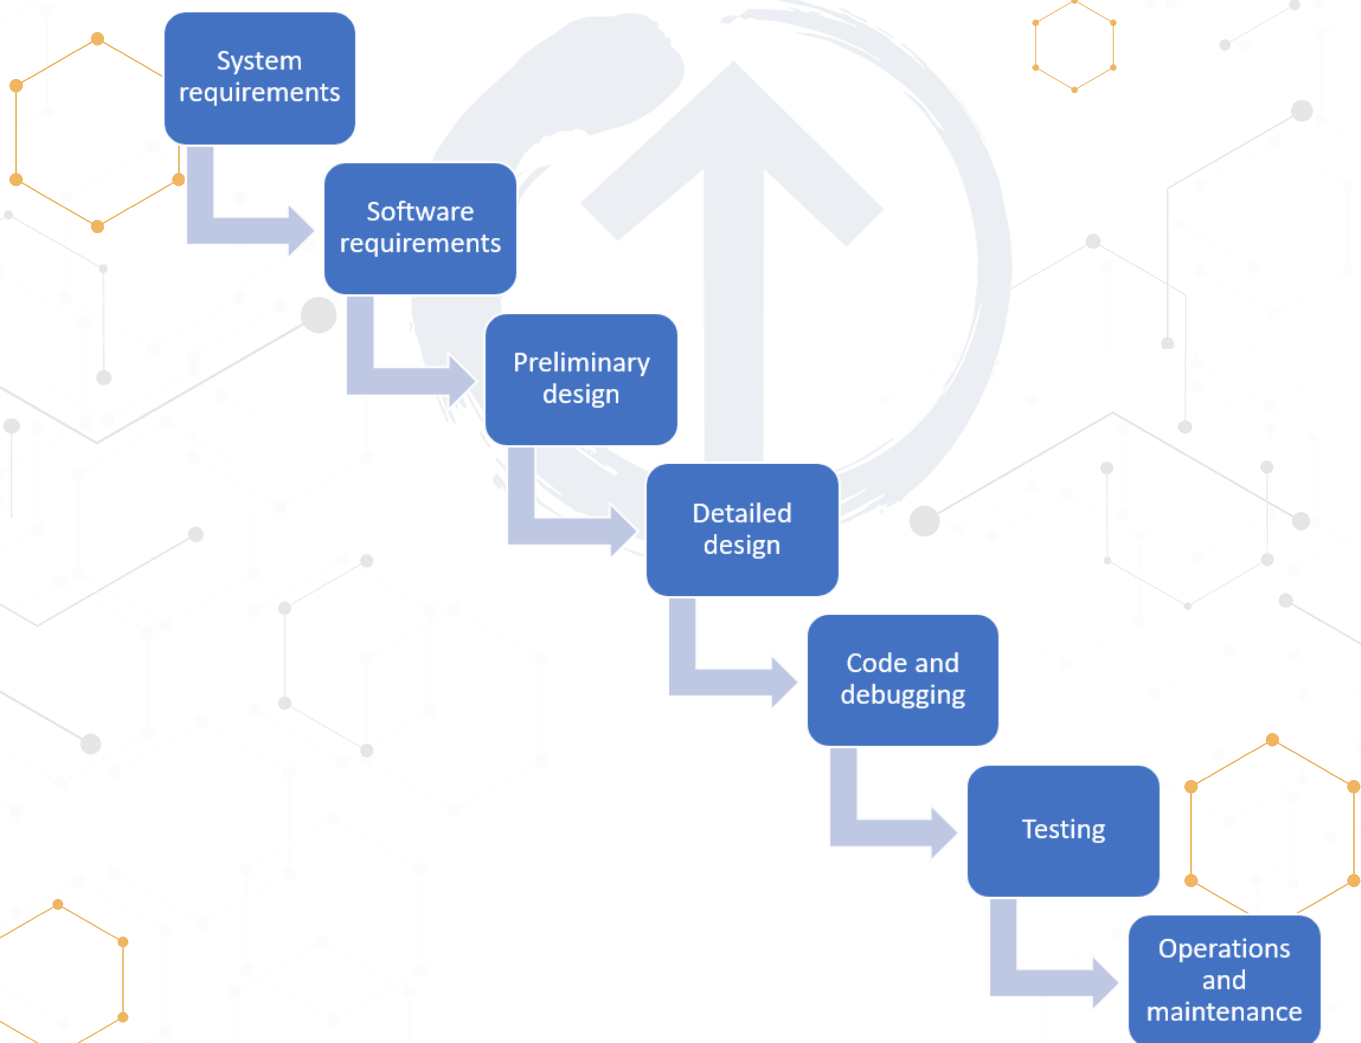 System
requirements
Software
requirements
Preliminary
design
Detailed
design
Code and
debugging
Testing
Operations
and
maintenance